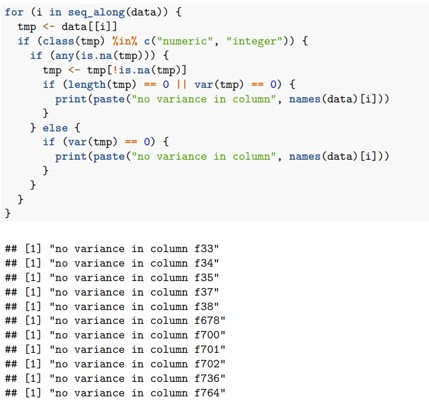 for (i in seq_along(data)) {
  tmp <- data[[i]]
  if (class(tmp) %in% c("numeric", "integer")) {
    if (any(is.na(tmp))) {
      tmp <- tmp[!is.na(tmp)]
      if (length(tmp) == 0 || var(tmp) == 0) {
        print(paste("no variance in column", names(data)[i]))
      }
    } else {
      if (var(tmp) == 0) {
        print(paste("no variance in column", names(data)[i]))
      }
    }
  }
}
## [1] "no variance in column f33"
## [1] "no variance in column f34"
## [1] "no variance in column f35"
## [1] "no variance in column f37"
## [1] "no variance in column f38"
## [1] "no variance in column f678"
## [1] "no variance in column f700"
## [1] "no variance in column f701"
## [1] "no variance in column f702"
## [1] "no variance in column f736"
## [1] "no variance in column f764"